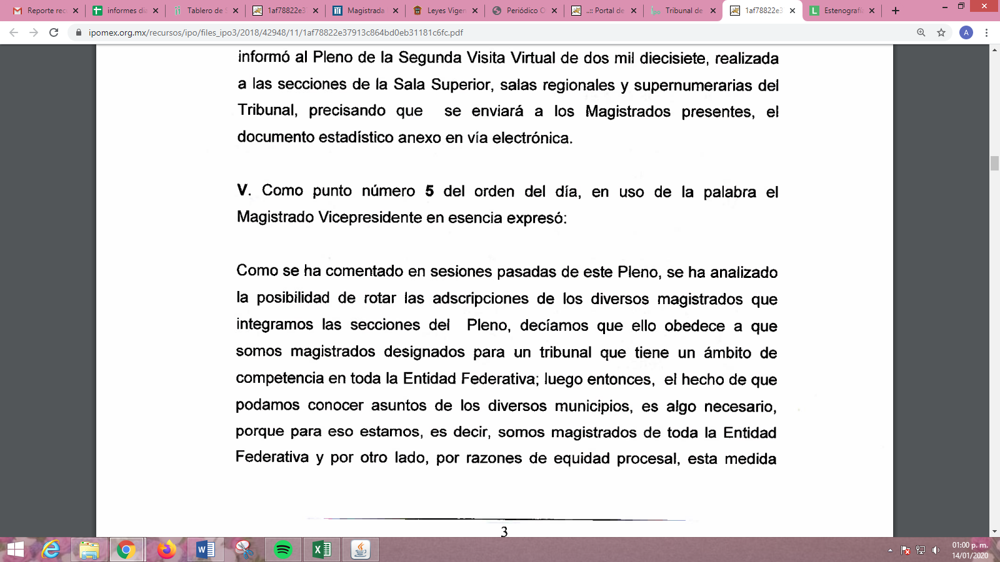 Reporte re
informes di
Tablero de S
1af78822e3
Magistrada
Leyes Vigen
Periódico O
..:: Portal de
Tribunal de
1af78822e3
Estenografí
ipomex.org.mx/recursos/ipo/files_ipo3/2018/42948/11/1af78822e37913c864bd0eb31181c6fc.pdf
A
informó al Pleno de la Segunda Visita Virtual de dos mil diecisiete, realizada
a las secciones de la Sala Superior, salas regionales y supernumerarias del
Tribunal, precisando que se enviará a los Magistrados presentes, el
documento estadístico anexo en vía electrónica.
V. Como punto número 5 del orden del día, en uso de la palabra el
Magistrado Vicepresidente en esencia expresó:
Como se ha comentado en sesiones pasadas de este Pleno, se ha analizado
la posibilidad de rotar las adscripciones de los diversos magistrados que
integramos las secciones del Pleno, decíamos que ello obedece a que
somos magistrados designados para un tribunal que tiene un ámbito de
competencia en toda la Entidad Federativa; luego entonces, el hecho de que
podamos conocer asuntos de los diversos municipios, es algo necesario,
porque para eso estamos, es decir, somos magistrados de toda la Entidad
Federativa y por otro lado, por razones de equidad procesal, esta medida
3
01:00 p. m.
14/01/2020